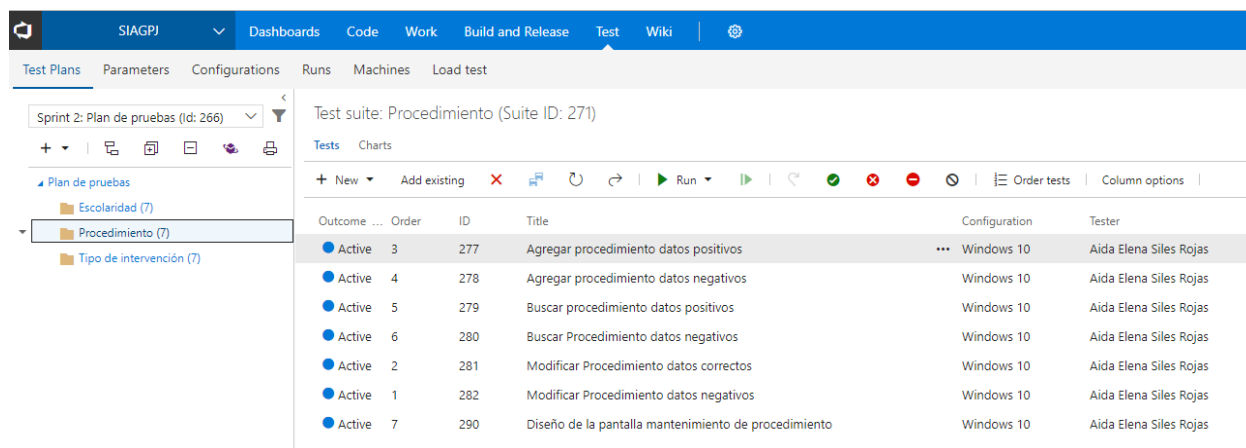 SIAGPJ Dashboards Code Work Build and Release Test Wiki
Test Plans Parameters Configurations Runs Machines Load test
Sprint 2: Plan de pruebas (Id: 266)
Plan de pruebas
Escolaridad (7)
Procedimiento (7)
Tipo de intervención (7)
Test suite: Procedimiento (Suite ID: 271)
Tests Charts
+ New Add existing Run Order tests Column options
Outcome ... Order ID Title Configuration Tester
Active 3 277 Agregar procedimiento datos positivos ... Windows 10 Aida Elena Siles Rojas
Active 4 278 Agregar procedimiento datos negativos Windows 10 Aida Elena Siles Rojas
Active 5 279 Buscar procedimiento datos positivos Windows 10 Aida Elena Siles Rojas
Active 6 280 Buscar Procedimiento datos negativos Windows 10 Aida Elena Siles Rojas
Active 2 281 Modificar Procedimiento datos correctos Windows 10 Aida Elena Siles Rojas
Active 1 282 Modificar Procedimiento datos negativos Windows 10 Aida Elena Siles Rojas
Active 7 290 Diseño de la pantalla mantenimiento de procedimiento Windows 10 Aida Elena Siles Rojas